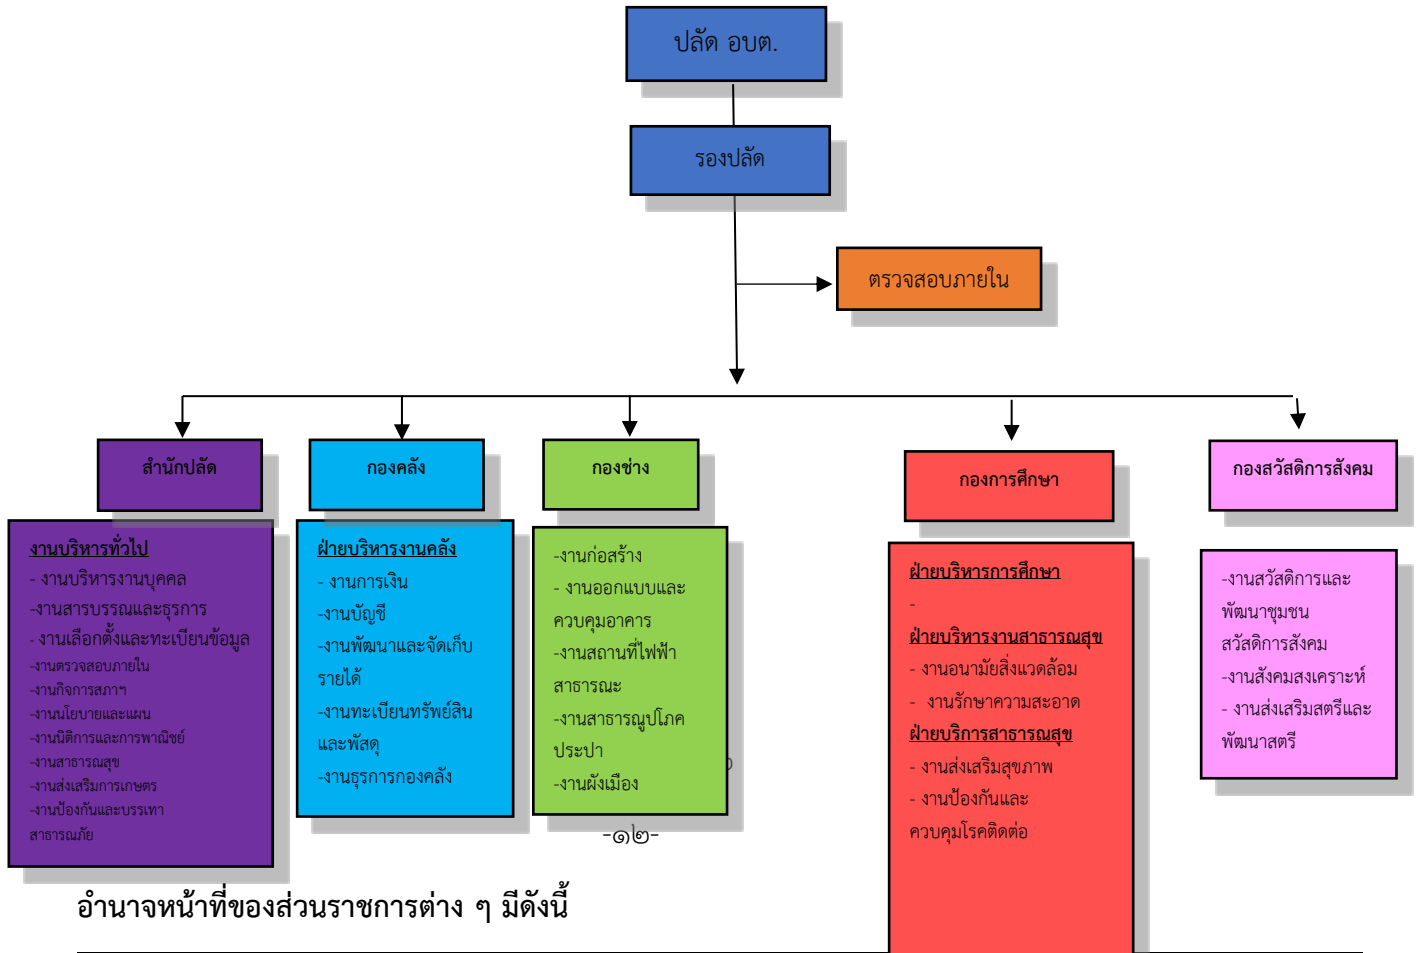 ปลัด อบต.
รองปลัด
ตรวจสอบภายใน
สำนักปลัด
งานบริหารทั่วไป
- งานบริหารงานบุคคล
-งานสารบรรณและธุรการ
- งานเลือกตั้งและทะเบียนข้อมูล
-งานตรวจสอบภายใน
-งานกิจการสภาฯ
-งานนโยบายและแผน
-งานนิติการและการพาณิชย์
-งานสาธารณสุข
-งานส่งเสริมการเกษตร
-งานป้องกันและบรรเทา
สาธารณภัย
กองคลัง
ฝ่ายบริหารงานคลัง
- งานการเงิน
-งานบัญชี
-งานพัฒนาและจัดเก็บ
รายได้
-งานทะเบียนทรัพย์สิน
และพัสดุ
-งานธุรการกองคลัง
กองช่าง
-งานก่อสร้าง
- งานออกแบบและ
ควบคุมอาคาร
-งานสถานที่ไฟฟ้า
สาธารณะ
-งานสาธารณูปโภค
ประปา
-งานผังเมือง
กองการศึกษา
ฝ่ายบริหารการศึกษา
-
ฝ่ายบริหารงานสาธารณสุข
- งานอนามัยสิ่งแวดล้อม
- งานรักษาความสะอาด
ฝ่ายบริการสาธารณสุข
- งานส่งเสริมสุขภาพ
- งานป้องกันและ
ควบคุมโรคติดต่อ
กองสวัสดิการสังคม
-งานสวัสดิการและ
พัฒนาชุมชน
สวัสดิการสังคม
-งานสังคมสงเคราะห์
- งานส่งเสริมสตรีและ
พัฒนาสตรี
-๑๒-
อำนาจหน้าที่ของส่วนราชการต่าง ๆ มีดังนี้